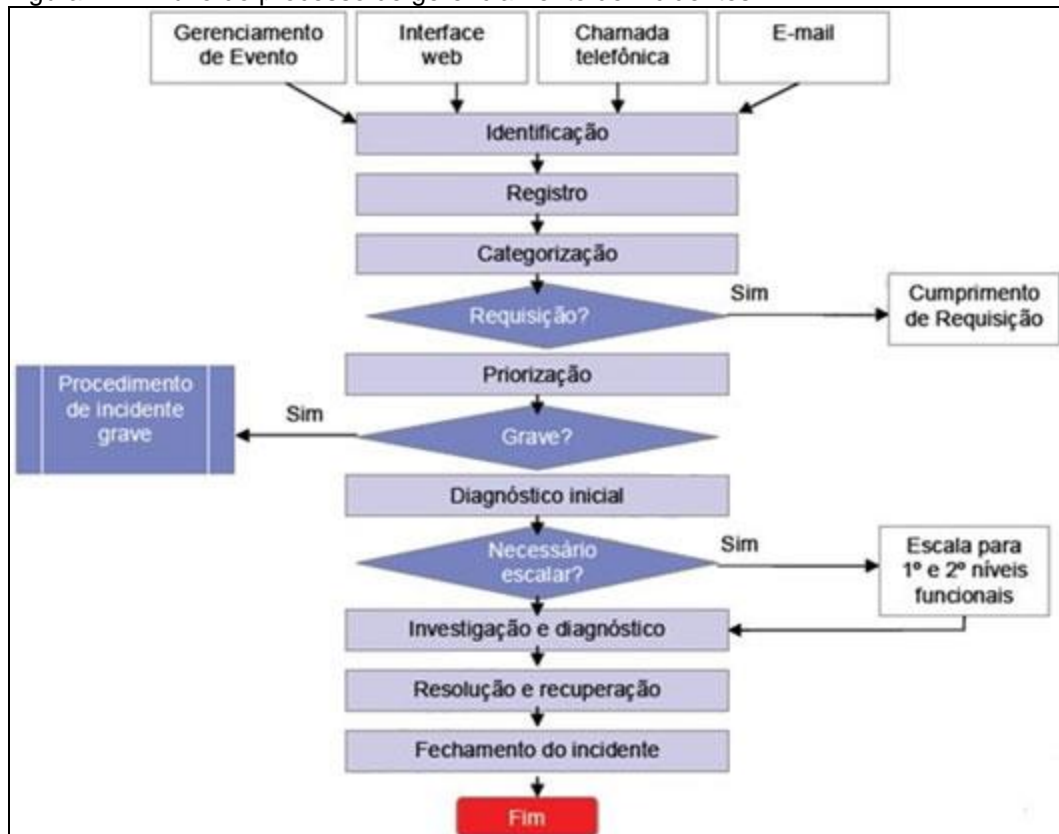 Gerenciamento
de Evento
Interface
web
Chamada
telefônica
E-mail
Identificação
Registro
Categorização
Requisição?
Sim
Cumprimento
de Requisição
Priorização
Procedimento
de incidente
grave
Sim
Grave?
Diagnóstico inicial
Necessário
escalar?
Sim
Escala para
1º e 2º níveis
funcionais
Investigação e diagnóstico
Resolução e recuperação
Fechamento do incidente
Fim